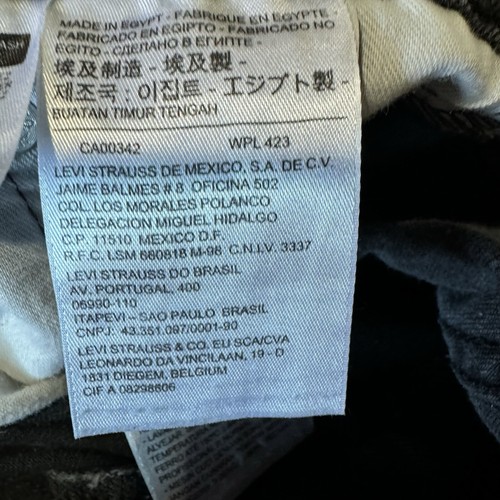 MADE IN EGYPT - FABRIQUE EN EGYPTE -
FABRICADO EN EGIPTO - FABRICADO NO
EGITO - СДЕЛАНО В ЕГИПТЕ -
埃及制造 - 埃及製 -
제조국 : 이집트 - エジプト製 -
BUATAN TIMUR TENGAH
CA00342 WPL 423
LEVI STRAUSS DE MEXICO, S.A. DE C.V.
JAIME BALMES # 8 OFICINA 502
COL. LOS MORALES POLANCO
DELEGACION MIGUEL HIDALGO
C.P. 11510 MEXICO D.F.
R.F.C. LSM 680818 M-98 C.N.I.V. 3337
LEVI STRAUSS DO BRASIL
AV. PORTUGAL, 400
06990-110
ITAPEVI - SAO PAULO BRASIL
CNPJ. 43.351.097/0001-90
LEVI STRAUSS & CO. EU SCA/CVA
LEONARDO DA VINCILAAN, 19 - D
1831 DIEGEM, BELGIUM
CIF A 08298806